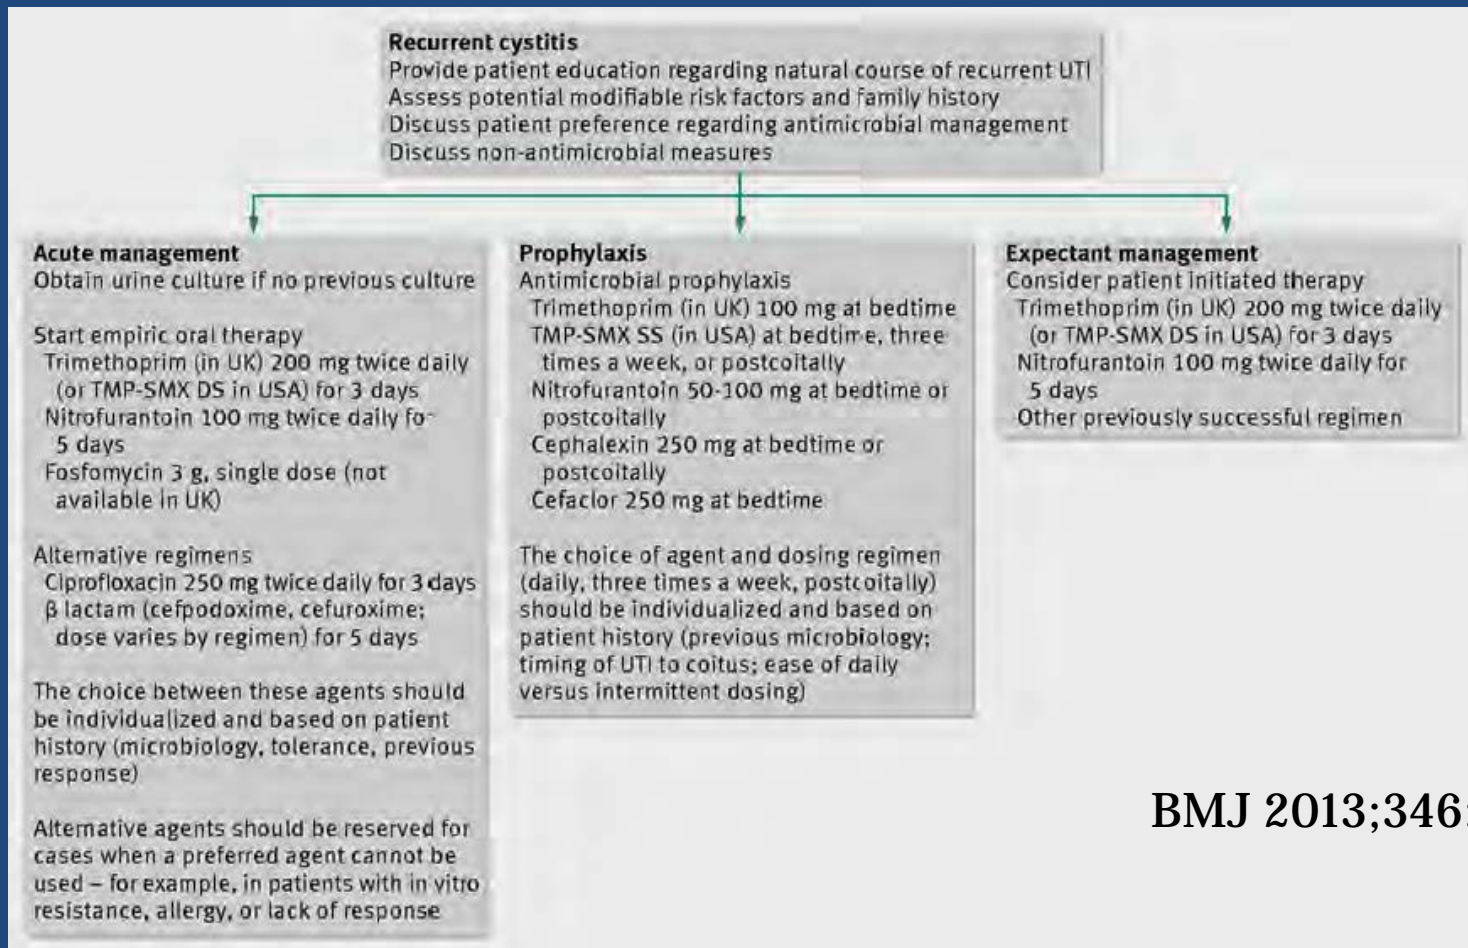 Recurrent cystitis
Provide patient education regarding natural course of recurrent UTI
Assess potential modifiable risk factors and family history
Discuss patient preference regarding antimicrobial management
Discuss non-antimicrobial measures
Acute management
Obtain urine culture if no previous culture
Start empiric oral therapy
Trimethoprim (in UK) 200 mg twice daily
(or TMP-SMX DS in USA) for 3 days
Nitrofurantoin 100 mg twice daily fo
5 days
Fosfomycin 3 g, single dose (not
available in UK)
Alternative regimens
Ciprofloxacin 250 mg twice daily for 3 days
β lactam (cefpodoxime, cefuroxime;
dose varies by regimen) for 5 days
The choice between these agents should
be individualized and based on patient
history (microbiology, tolerance, previous
response)
Alternative agents should be reserved for
cases when a preferred agent cannot be
used – for example, in patients with in vitro
resistance, allergy, or lack of response
Prophylaxis
Antimicrobial prophylaxis
Trimethoprim (in UK) 100 mg at bedtime
TMP-SMX SS (in USA) at bedtime, three
times a week, or postcoitally
Nitrofurantoin 50-100 mg at bedtime or
postcoitally
Cephalexin 250 mg at bedtime or
postcoitally
Cefaclor 250 mg at bedtime
The choice of agent and dosing regimen
(daily, three times a week, postcoitally)
should be individualized and based on
patient history (previous microbiology;
timing of UTI to coitus; ease of daily
versus intermittent dosing)
Expectant management
Consider patient initiated therapy
Trimethoprim (in UK) 200 mg twice daily
(or TMP-SMX DS in USA) for 3 days
Nitrofurantoin 100 mg twice daily for
5 days
Other previously successful regimen
BMJ 2013;346: